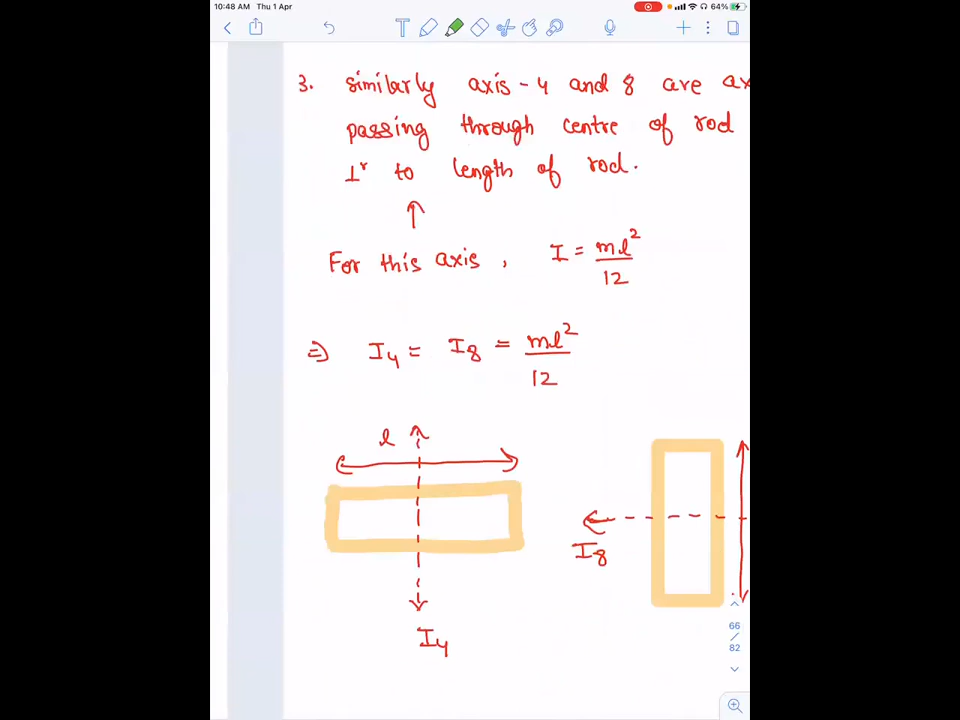 10:48 AM Thu 1 Apr
64%
T
3. similarly axis - 4 and 8 are ax
passing through centre of rod
⊥r to length of rod.
↑
For this axis, I = ml²/12
⇒ I₄ = I₈ = ml²/12
l
I₈
I₄
66
/
82